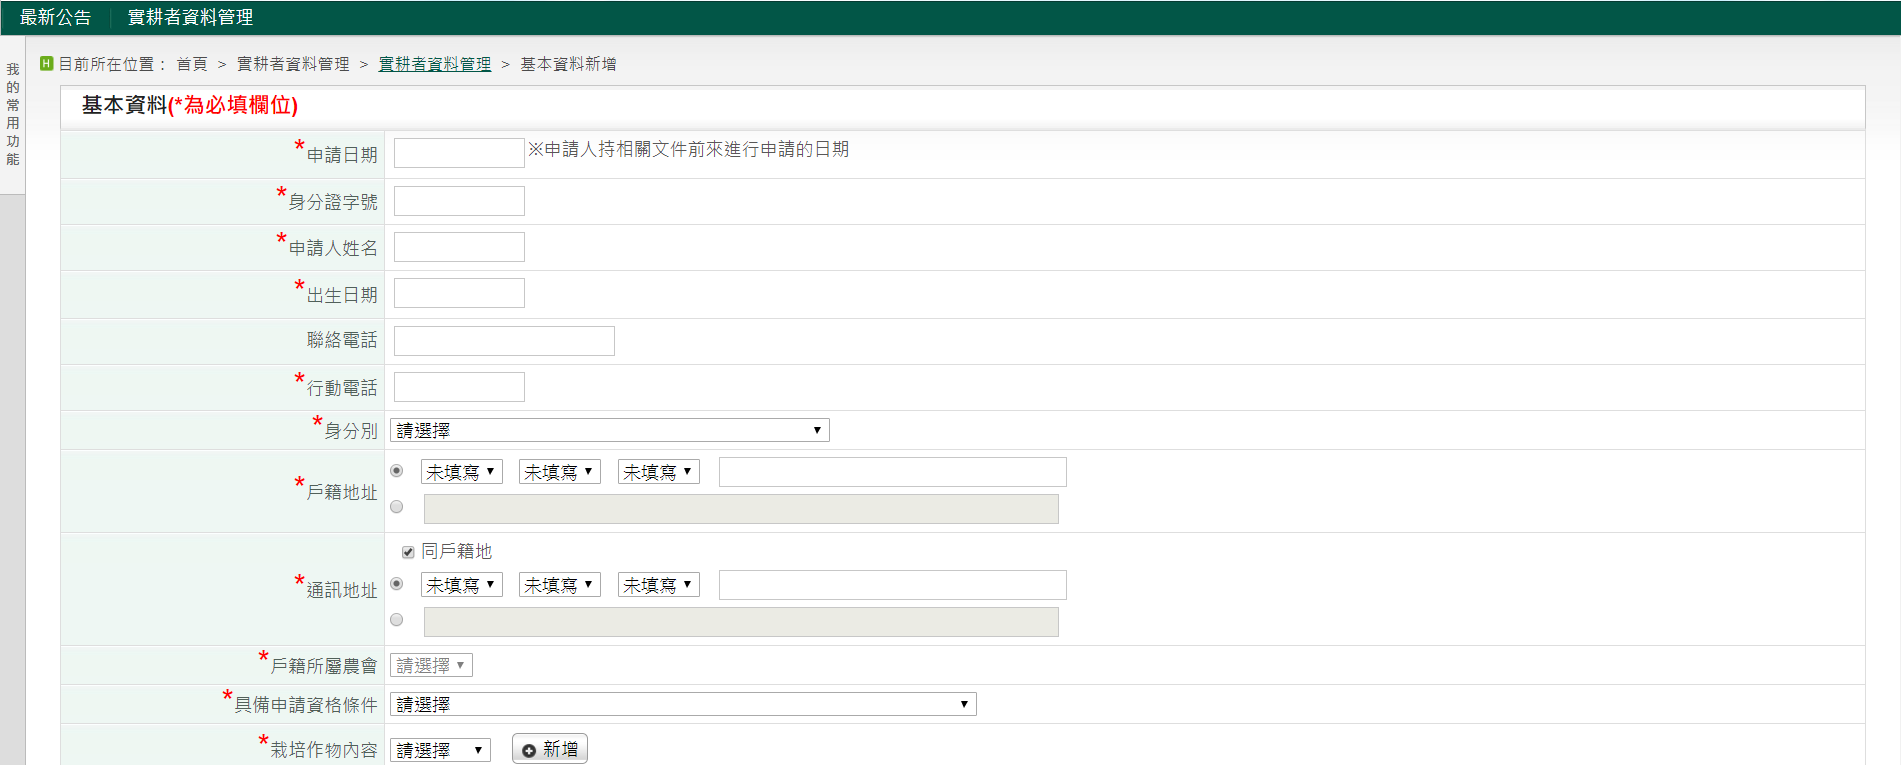 最新公告 實耕者資料管理
我的常用功能
H 目前所在位置： 首頁 > 實耕者資料管理 > 實耕者資料管理 > 基本資料新增
基本資料(*為必填欄位)
*申請日期 ※申請人持相關文件前來進行申請的日期
*身分證字號
*申請人姓名
*出生日期
聯絡電話
*行動電話
*身分別 請選擇
*戶籍地址 未填寫 未填寫 未填寫
同戶籍地
*通訊地址 未填寫 未填寫 未填寫
*戶籍所屬農會 請選擇
*具備申請資格條件 請選擇
*栽培作物內容 請選擇 新增